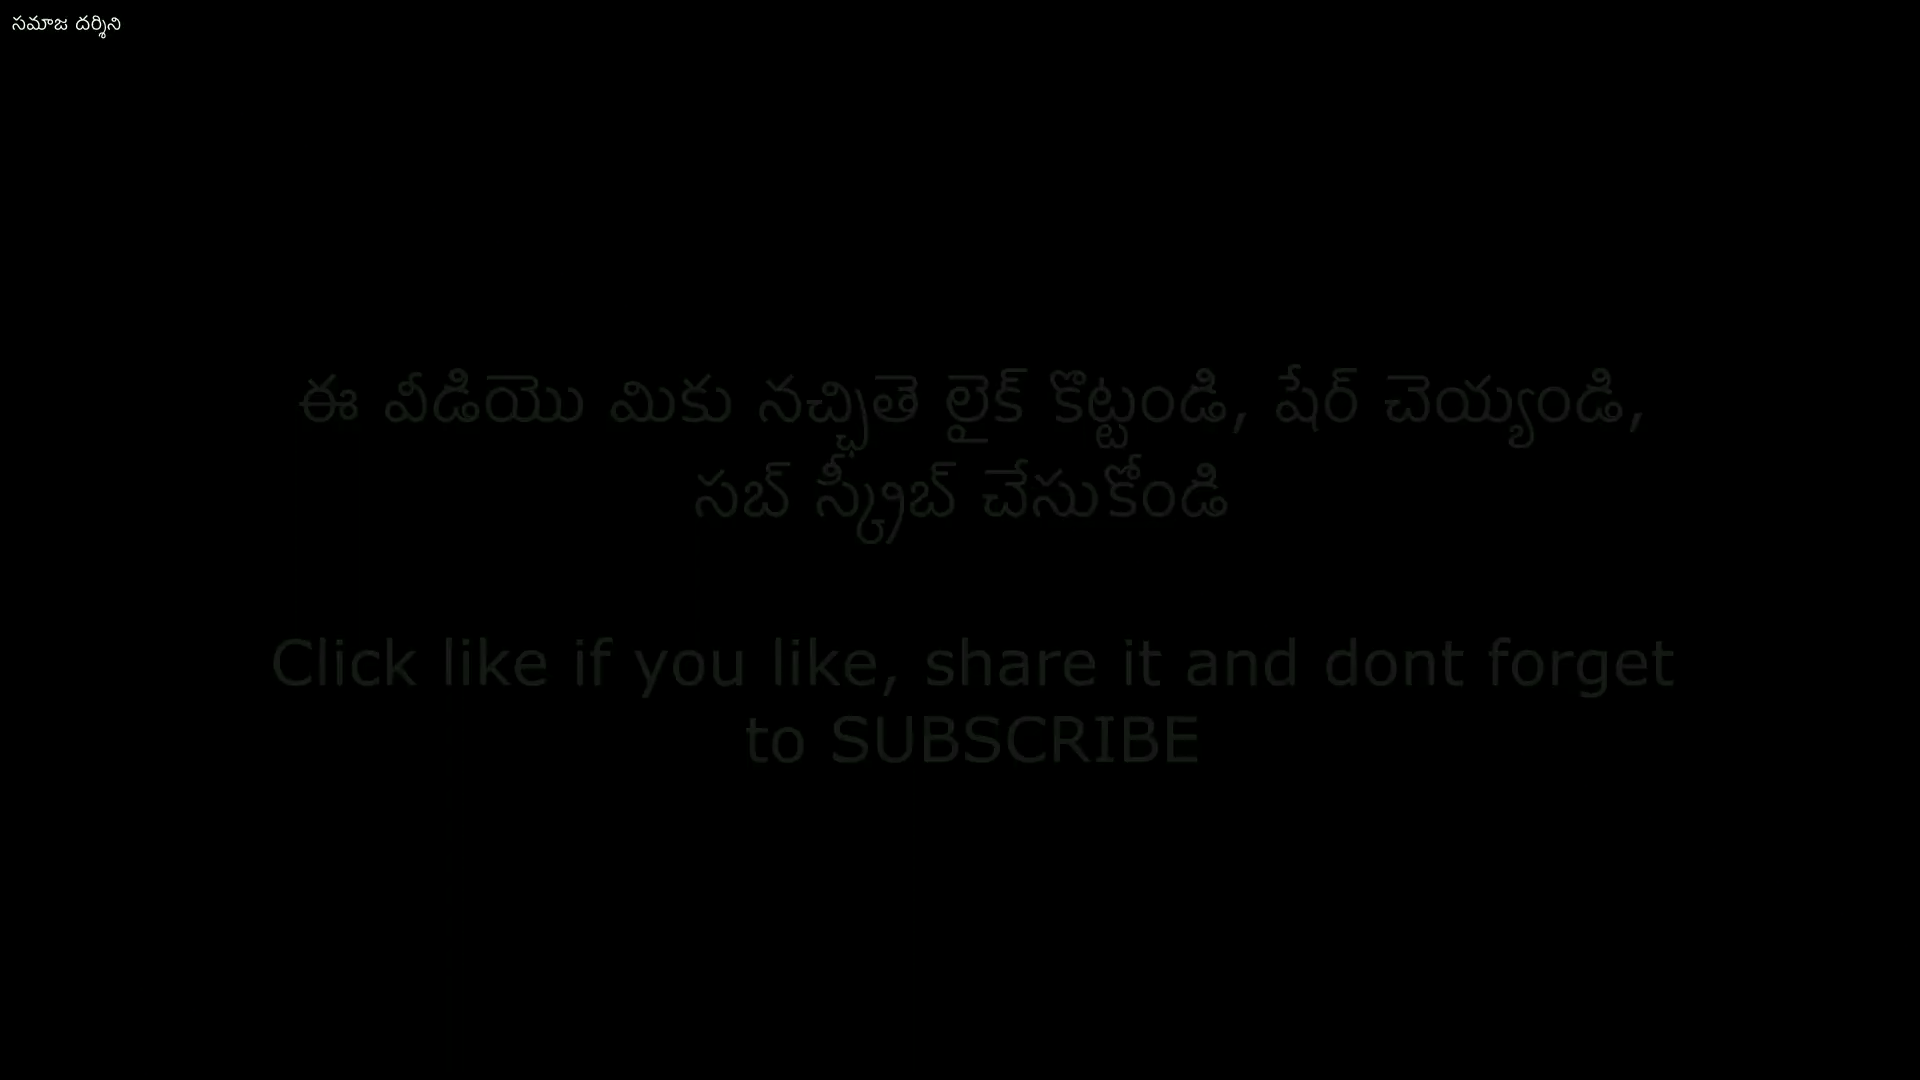 సమాజ దర్శిని
ఈ వీడియొ మికు నచ్ఛితె లైక్ కొట్టండి, షేర్ చెయ్యండి,
సబ్ స్క్రీబ్ చేసుకోండి
Click like if you like, share it and dont forget
to SUBSCRIBE